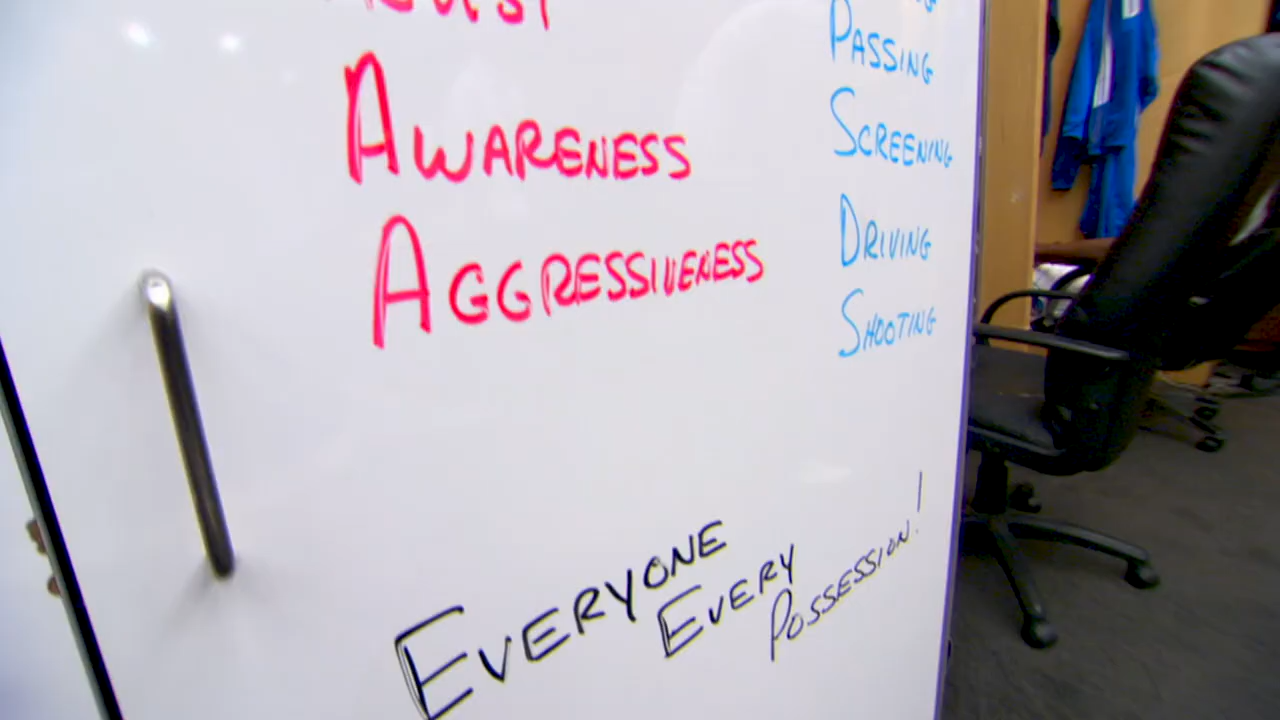 AWARENESS
AGGRESSIVENESS
PASSING
SCREENING
DRIVING
SHOOTING
EVERYONE
EVERY
POSSESSION!